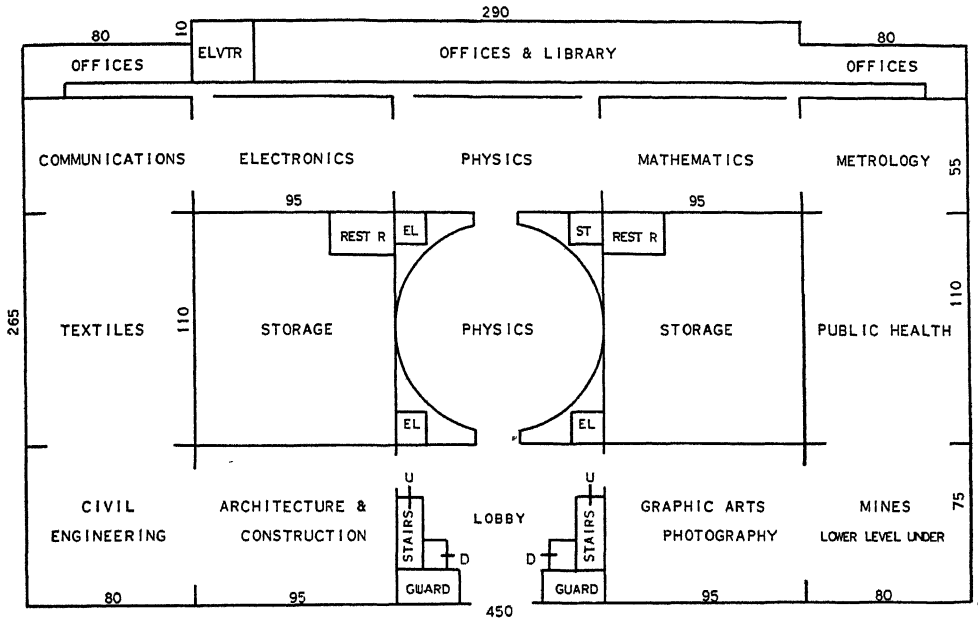 290
10
80
80
ELVTR
OFFICES & LIBRARY
OFFICES
OFFICES
COMMUNICATIONS
ELECTRONICS
PHYSICS
MATHEMATICS
METROLOGY
55
95
95
REST R
EL
ST
REST R
265
TEXTILES
110
STORAGE
PHYSICS
STORAGE
PUBLIC HEALTH
110
EL
EL
U
U
CIVIL
ENGINEERING
ARCHITECTURE &
CONSTRUCTION
STAIRS
LOBBY
STAIRS
GRAPHIC ARTS
PHOTOGRAPHY
MINES
LOWER LEVEL UNDER
75
D
D
GUARD
GUARD
80
95
450
95
80